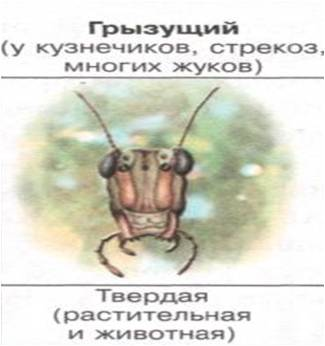 Грызущий
(у кузнечиков, стрекоз,
многих жуков)
Твердая
(растительная
и животная)